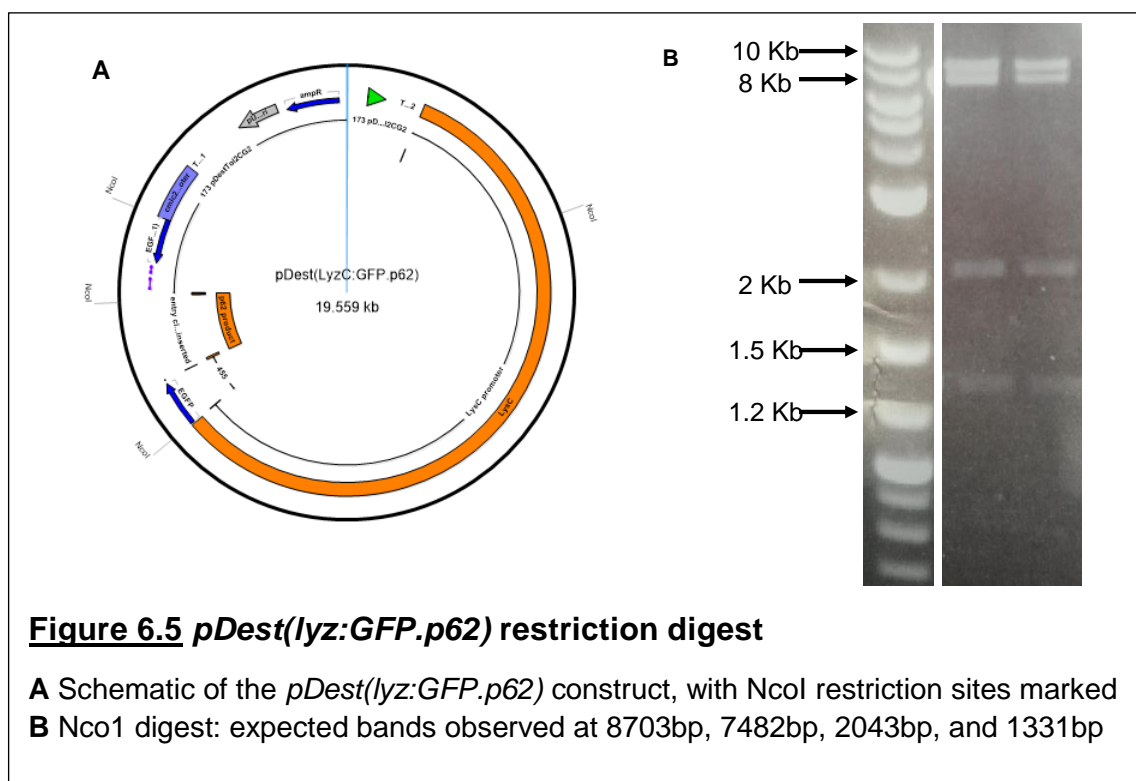 A
B
10 Kb
8 Kb
2 Kb
1.5 Kb
1.2 Kb
ampR
T...2
173 pD...l2CG2
173 pDestTol2CG2
T...1
cmlc2...oter
EGF...1)
NcoI
NcoI
NcoI
NcoI
pDest(LyzC:GFP.p62)
19.559 kb
p62 product
entry cl...inserted
455
EGFP
LysC promoter
LysC
Figure 6.5 pDest(lyz:GFP.p62) restriction digest
A Schematic of the pDest(lyz:GFP.p62) construct, with NcoI restriction sites marked
B Nco1 digest: expected bands observed at 8703bp, 7482bp, 2043bp, and 1331bp